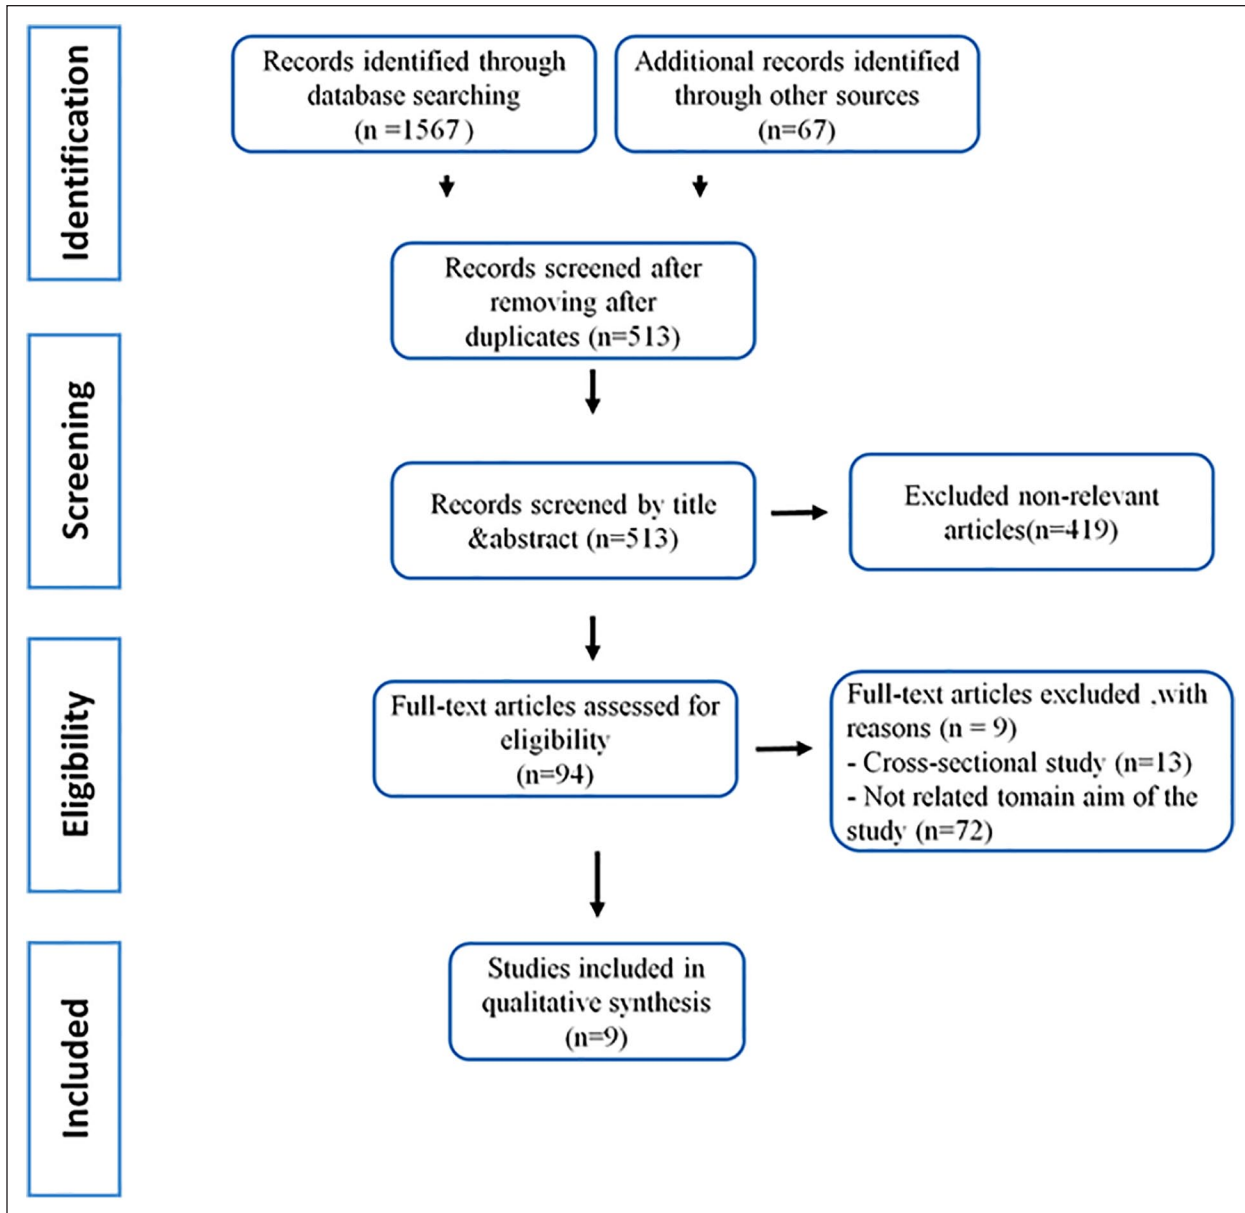 Identification
Records identified through
database searching
(n =1567 )
Additional records identified
through other sources
(n=67)
Records screened after
removing after
duplicates (n=513)
Screening
Records screened by title
&abstract (n=513)
Excluded non-relevant
articles(n=419)
Eligibility
Full-text articles assessed for
eligibility
(n=94)
Full-text articles excluded ,with
reasons (n = 9)
- Cross-sectional study (n=13)
- Not related tomain aim of the
study (n=72)
Included
Studies included in
qualitative synthesis
(n=9)